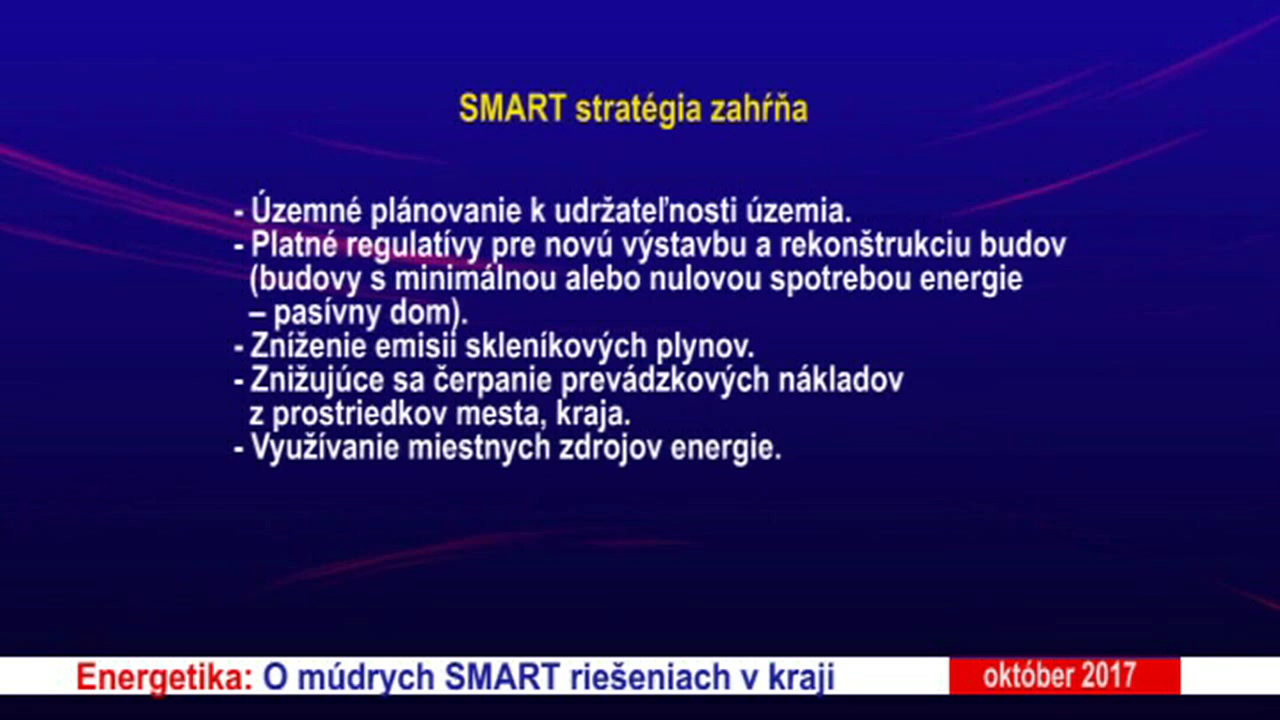 SMART stratégia zahŕňa
- Územné plánovanie k udržateľnosti územia.
- Platné regulatívy pre novú výstavbu a rekonštrukciu budov
(budovy s minimálnou alebo nulovou spotrebou energie
– pasívny dom).
- Zníženie emisií skleníkových plynov.
- Znižujúce sa čerpanie prevádzkových nákladov
z prostriedkov mesta, kraja.
- Využívanie miestnych zdrojov energie.
Energetika: O múdrych SMART riešeniach v kraji
október 2017